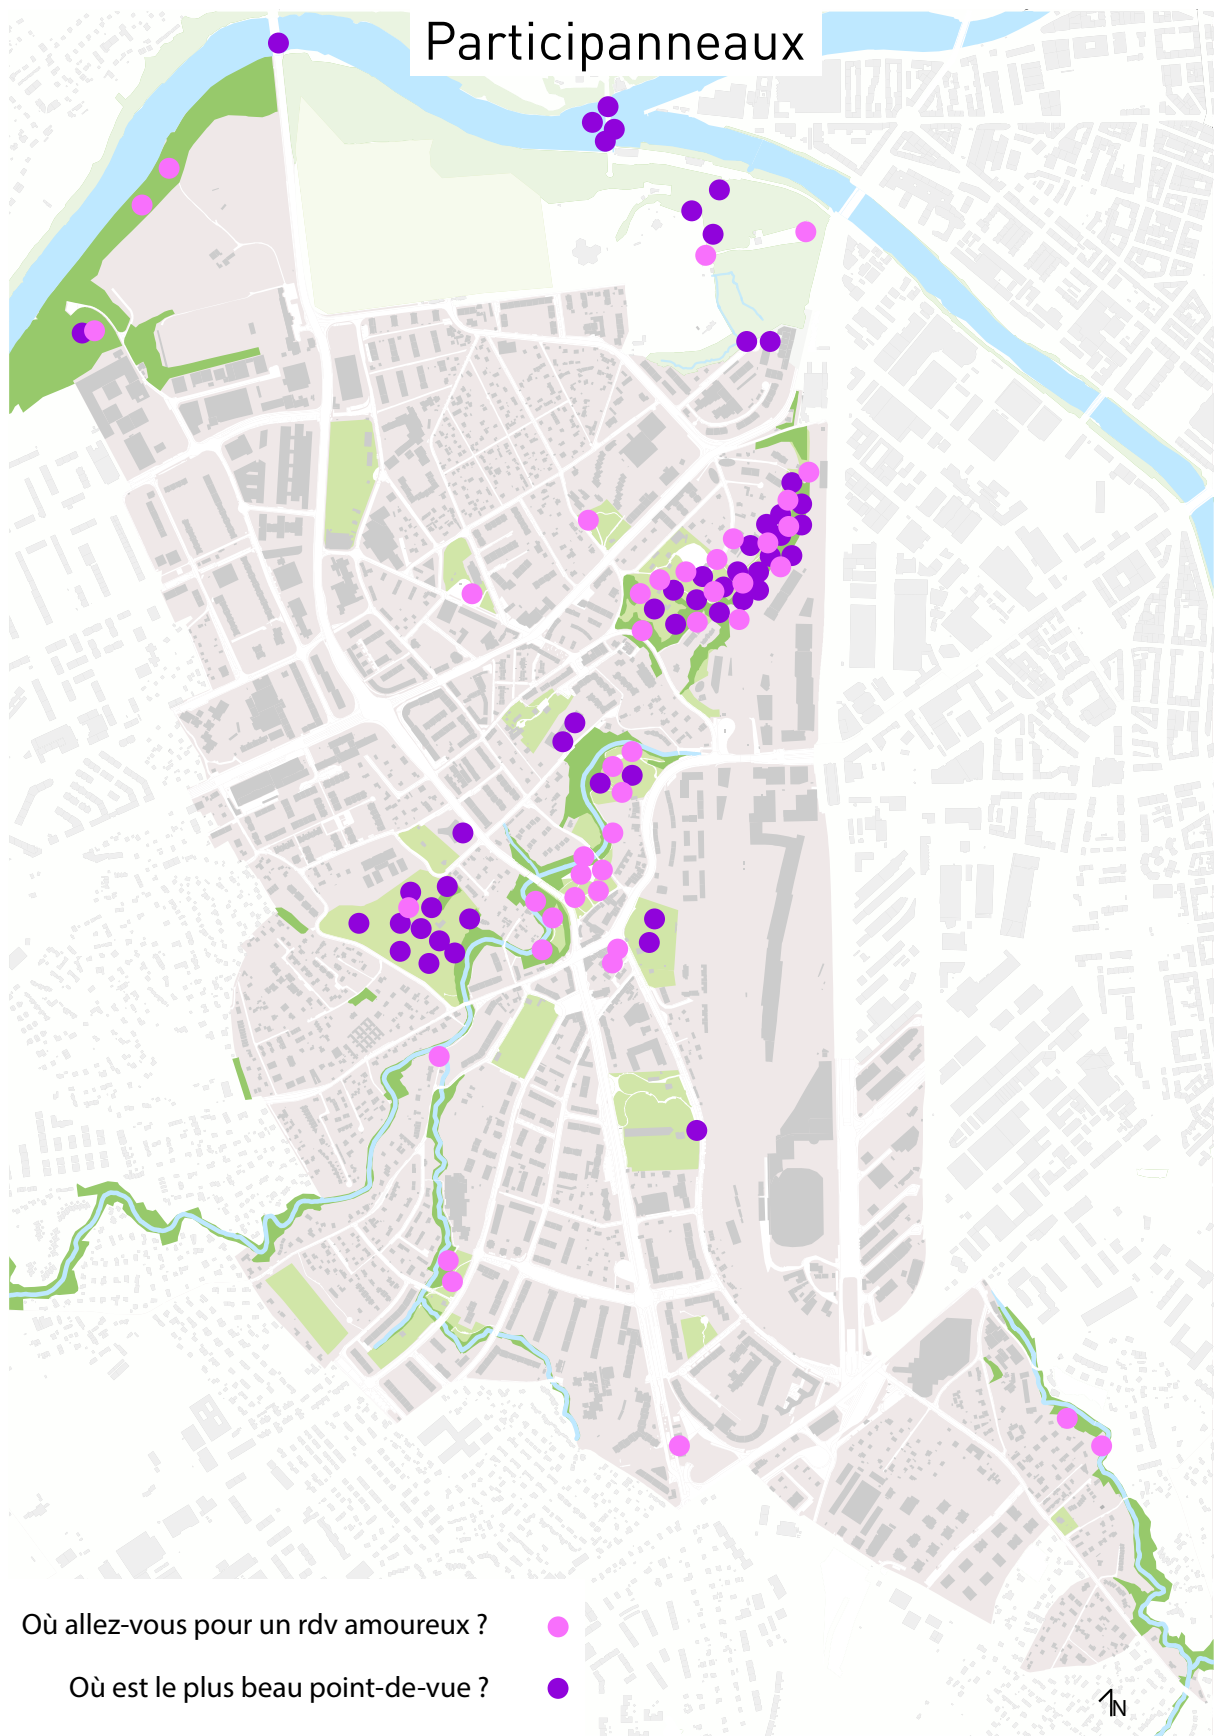 Participanneaux
Où allez-vous pour un rdv amoureux ?
Où est le plus beau point-de-vue ?
N